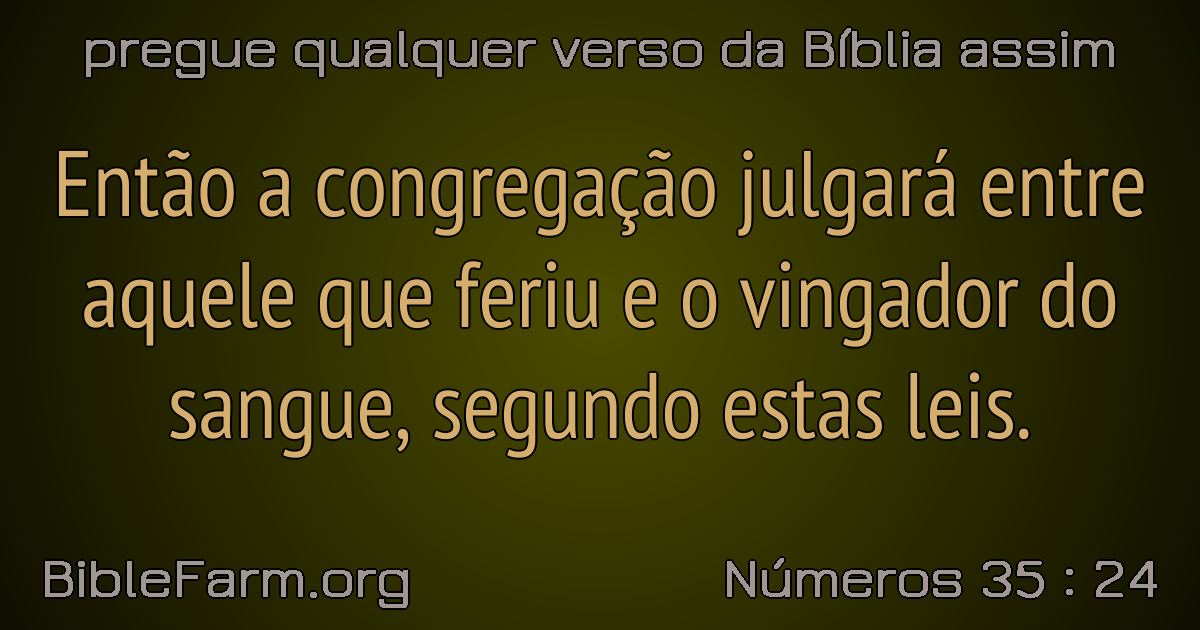 pregue qualquer verso da Bíblia assim
Então a congregação julgará entre
aquele que feriu e o vingador do
sangue, segundo estas leis.
BibleFarm.org
Números 35 : 24